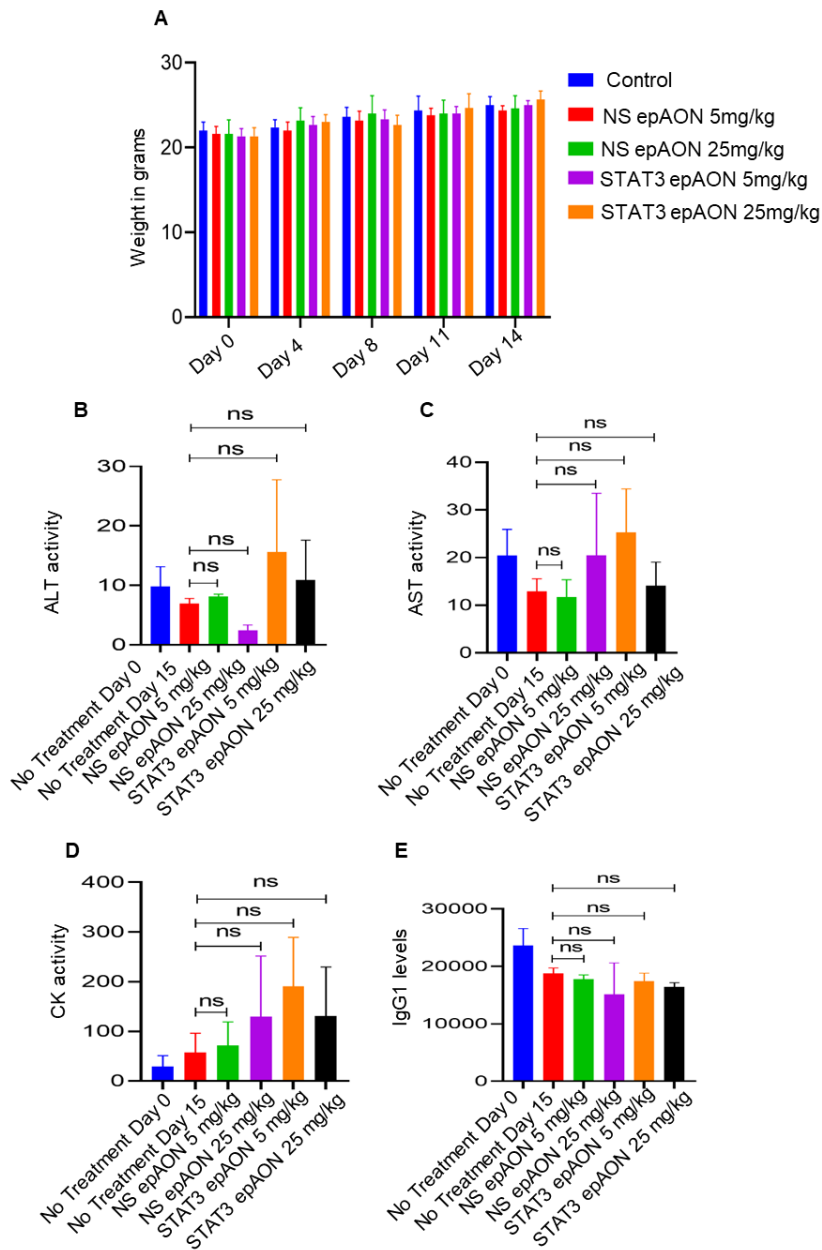 A
30
20
10
0
Weight in grams
Day 0
Day 4
Day 8
Day 11
Day 14
Control
NS epAON 5mg/kg
NS epAON 25mg/kg
STAT3 epAON 5mg/kg
STAT3 epAON 25mg/kg
B
ns
ns
ns
ns
30
20
10
0
ALT activity
No Treatment Day 0
No Treatment Day 15
NS epAON 5 mg/kg
NS epAON 25 mg/kg
STAT3 epAON 5 mg/kg
STAT3 epAON 25 mg/kg
C
ns
ns
ns
ns
40
30
20
10
0
AST activity
No Treatment Day 0
No Treatment Day 15
NS epAON 5 mg/kg
NS epAON 25 mg/kg
STAT3 epAON 5 mg/kg
STAT3 epAON 25 mg/kg
D
ns
ns
ns
ns
400
300
200
100
0
CK activity
No Treatment Day 0
No Treatment Day 15
NS epAON 5 mg/kg
NS epAON 25 mg/kg
STAT3 epAON 5 mg/kg
STAT3 epAON 25 mg/kg
E
ns
ns
ns
ns
30000
20000
10000
0
IgG1 levels
No Treatment Day 0
No Treatment Day 15
NS epAON 5 mg/kg
NS epAON 25 mg/kg
STAT3 epAON 5 mg/kg
STAT3 epAON 25 mg/kg